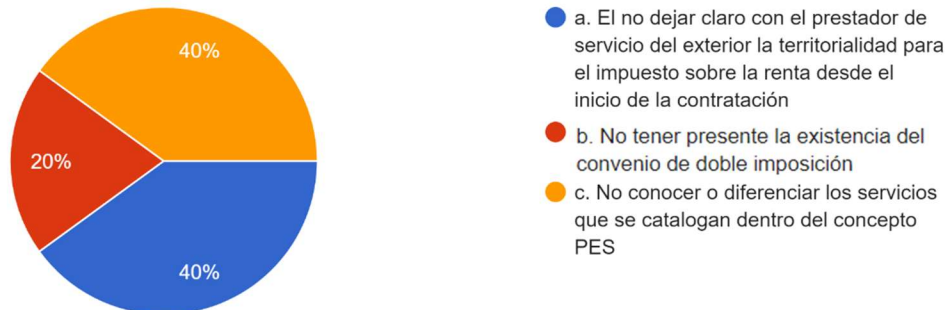 40%
20%
40%
a. El no dejar claro con el prestador de
servicio del exterior la territorialidad para
el impuesto sobre la renta desde el
inicio de la contratación
b. No tener presente la existencia del
convenio de doble imposición
c. No conocer o diferenciar los servicios
que se catalogan dentro del concepto
PES